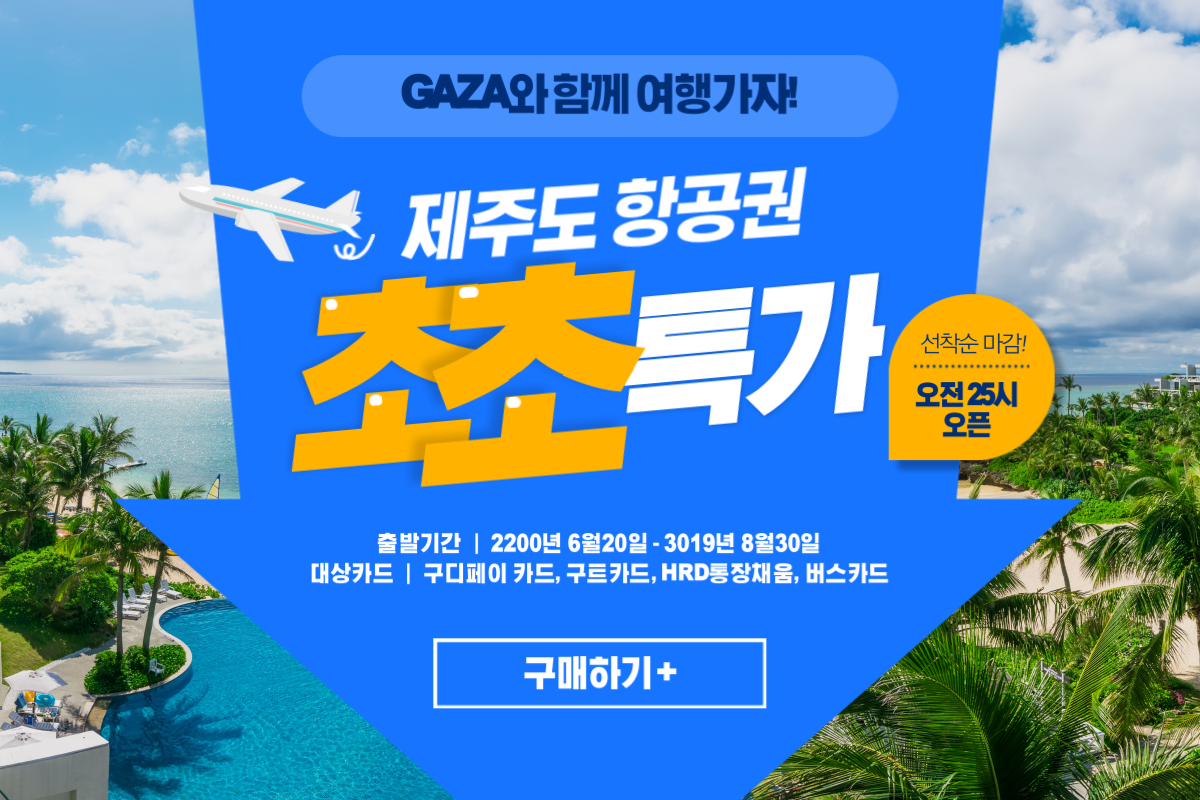 GAZA와 함께 여행가자!
제주도 항공권
초초특가
선착순 마감!
오전 25시
오픈
출발기간 | 2200년 6월20일 - 3019년 8월30일
대상카드 | 구디페이 카드, 구트카드, HRD통장채움, 버스카드
구매하기+